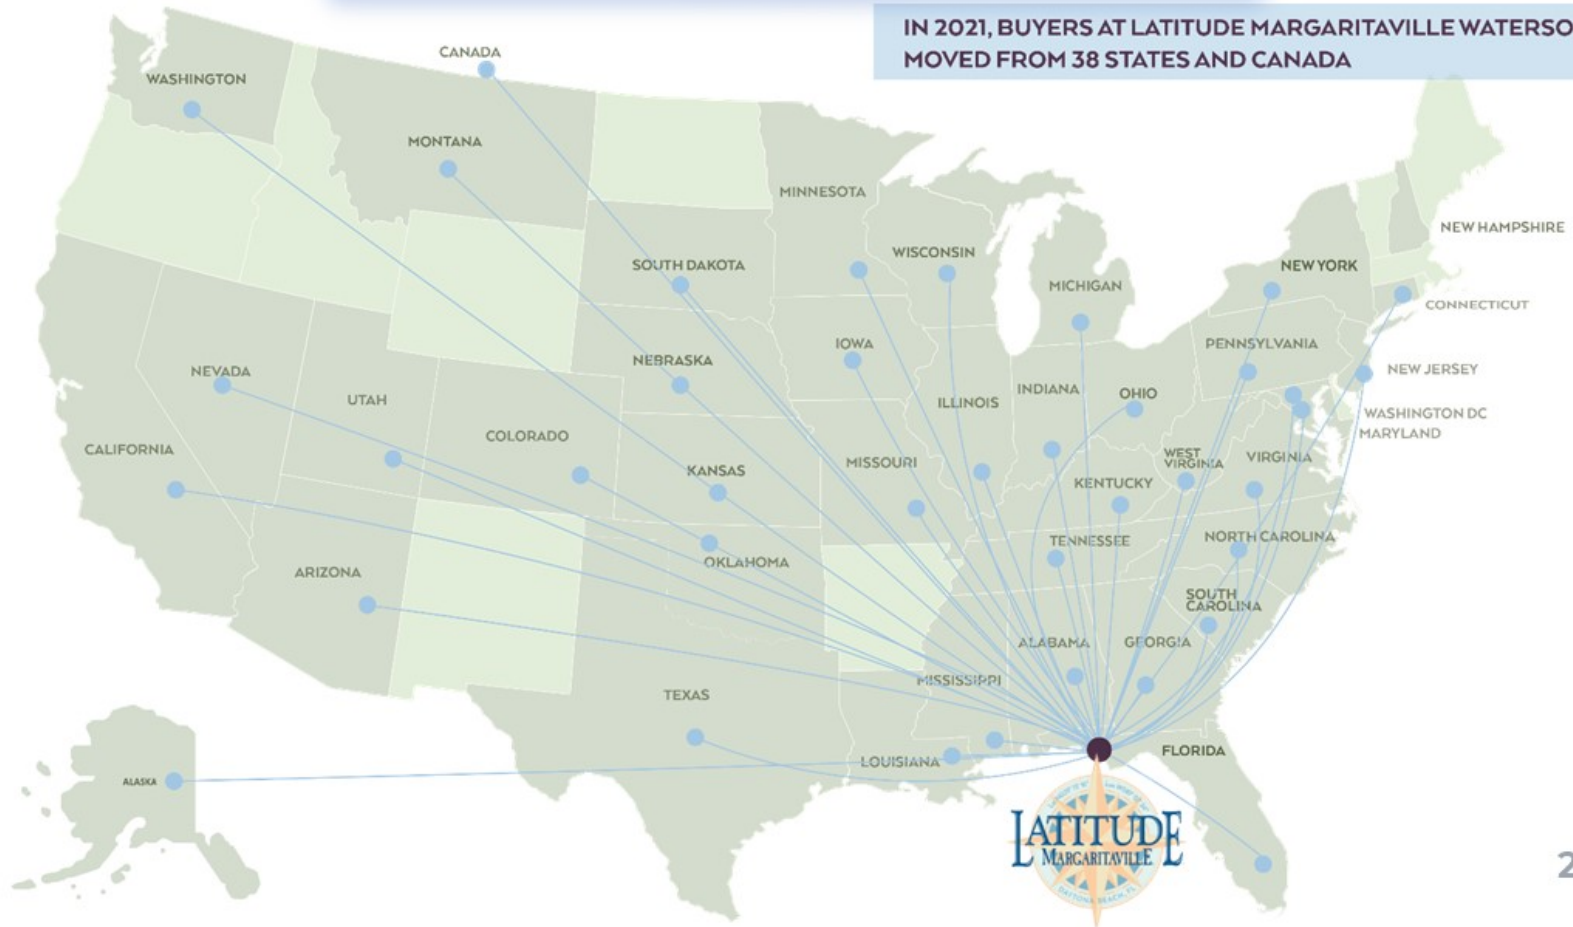 IN 2021, BUYERS AT LATITUDE MARGARITAVILLE WATERSO
MOVED FROM 38 STATES AND CANADA
CANADA
WASHINGTON
MONTANA
MINNESOTA
NEW HAMPSHIRE
WISCONSIN
SOUTH DAKOTA
NEW YORK
MICHIGAN
CONNECTICUT
IOWA
PENNSYLVANIA
NEBRASKA
NEW JERSEY
NEVADA
INDIANA
OHIO
UTAH
ILLINOIS
WASHINGTON DC
MARYLAND
COLORADO
CALIFORNIA
MISSOURI
WEST
VIRGINIA
VIRGINIA
KANSAS
KENTUCKY
NORTH CAROLINA
TENNESSEE
OKLAHOMA
ARIZONA
SOUTH
CAROLINA
ALABAMA
GEORGIA
MISSISSIPPI
TEXAS
FLORIDA
LOUISIANA
ALASKA
LATITUDE
MARGARITAVILLE
DAYTONA BEACH, FL
2